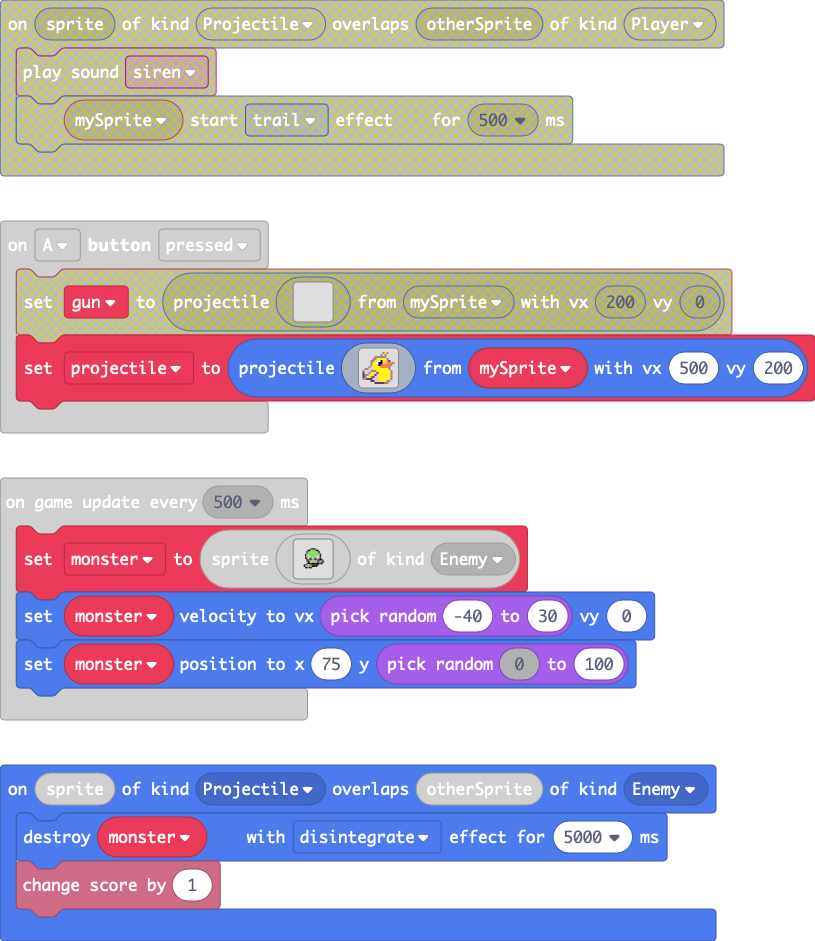 on sprite of kind Projectile overlaps otherSprite of kind Player
play sound siren
mySprite start trail effect for 500 ms
on A button pressed
set gun to projectile from mySprite with vx 200 vy 0
set projectile to projectile from mySprite with vx 500 vy 200
on game update every 500 ms
set monster to sprite of kind Enemy
set monster velocity to vx pick random -40 to 30 vy 0
set monster position to x 75 y pick random 0 to 100
on sprite of kind Projectile overlaps otherSprite of kind Enemy
destroy monster with disintegrate effect for 5000 ms
change score by 1